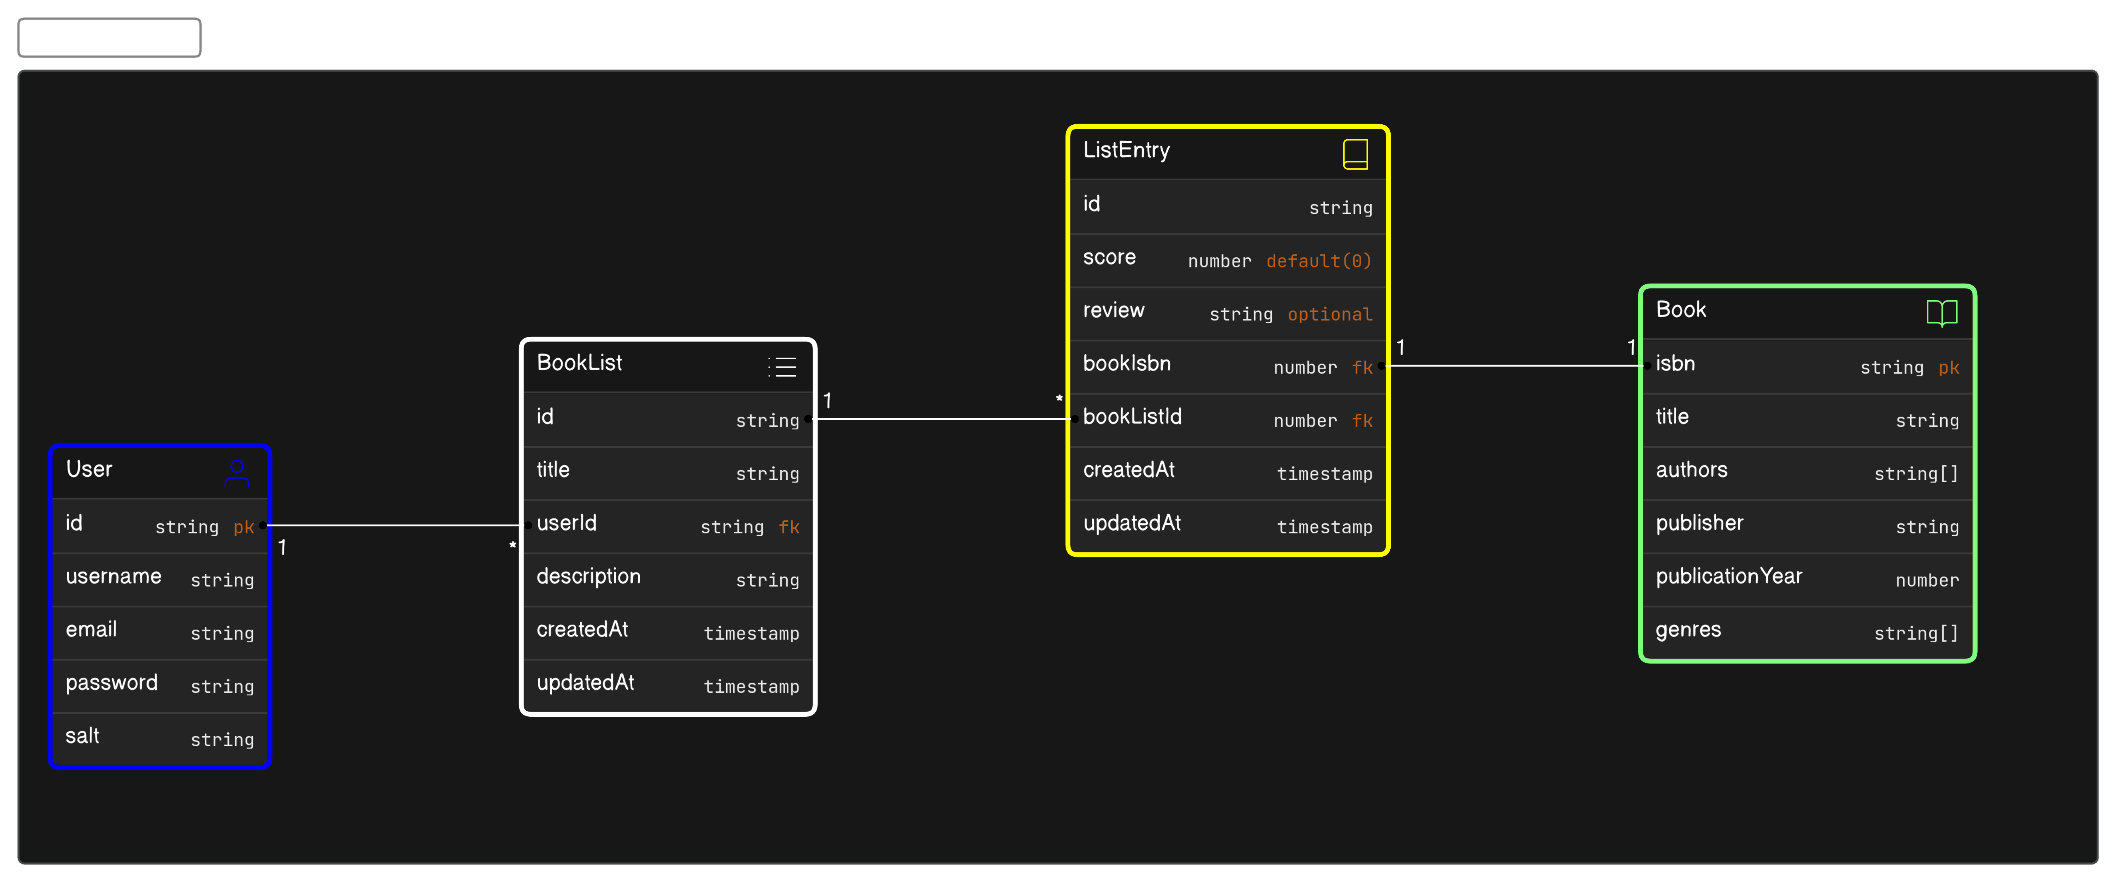 User
id string pk
username string
email string
password string
salt string
1
*
BookList
id string
title string
userId string fk
description string
createdAt timestamp
updatedAt timestamp
1
*
ListEntry
id string
score number default(0)
review string optional
bookIsbn number fk
bookListId number fk
createdAt timestamp
updatedAt timestamp
1
1
Book
isbn string pk
title string
authors string[]
publisher string
publicationYear number
genres string[]